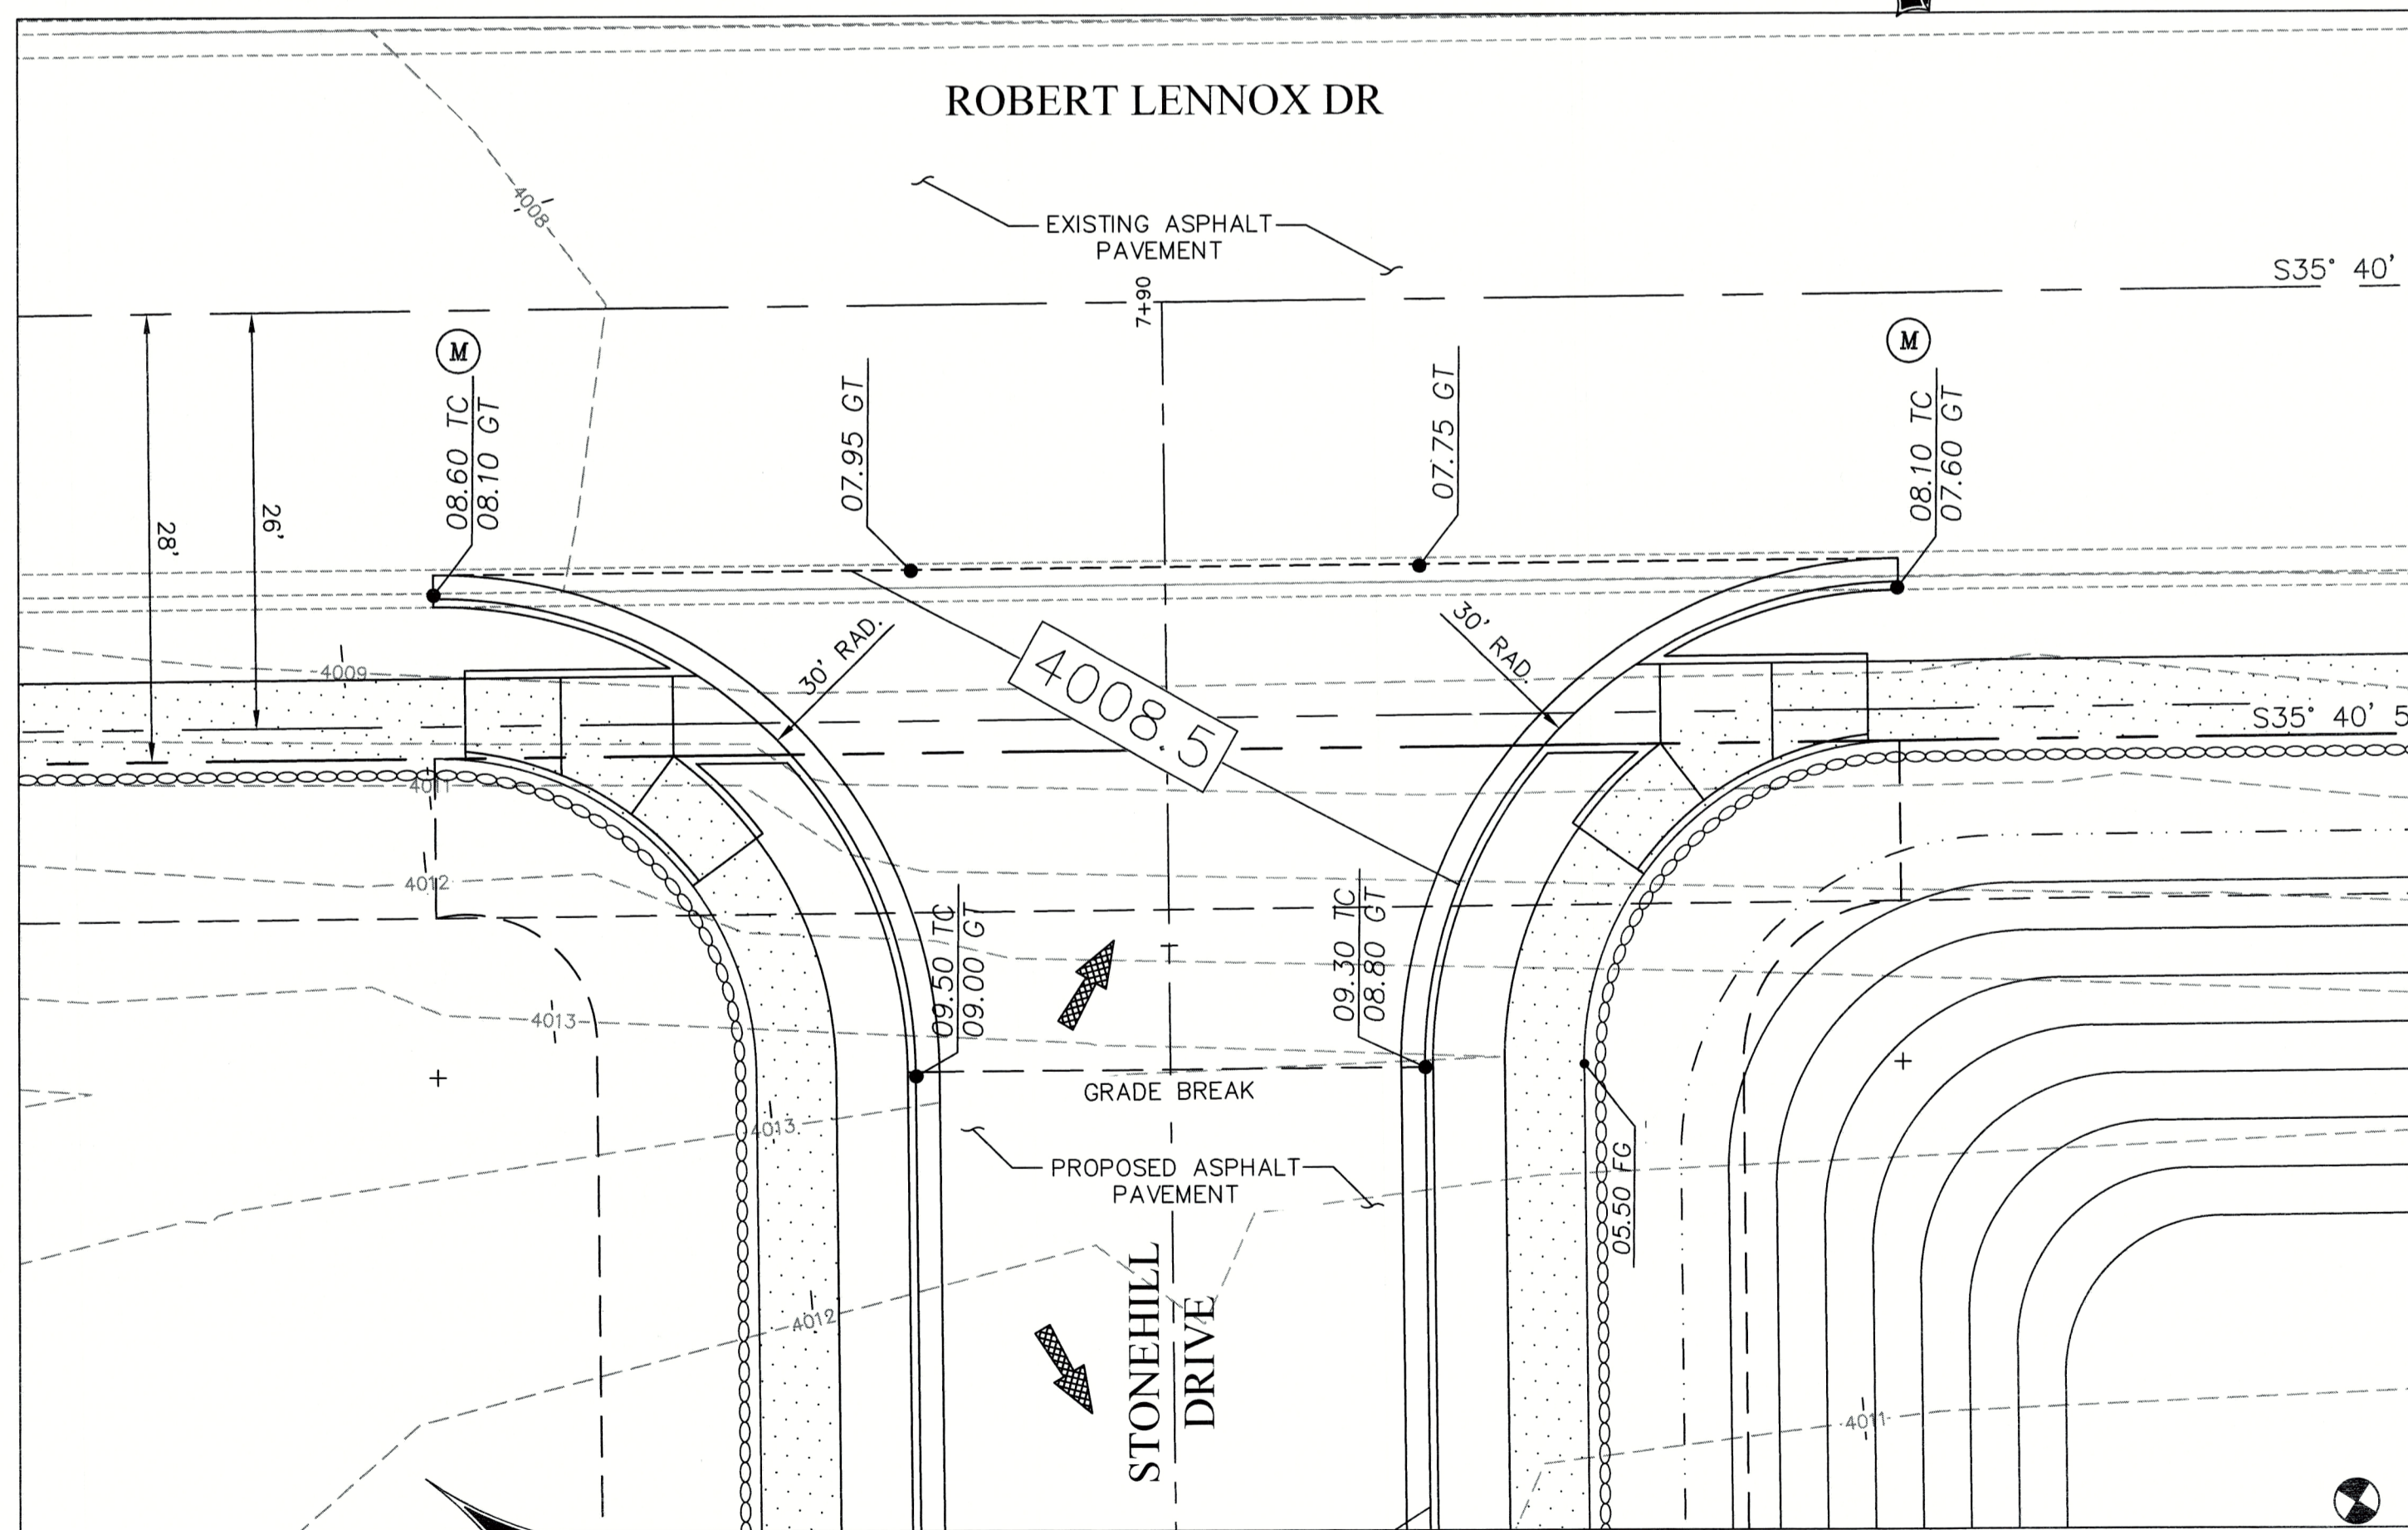 ROBERT LENNOX DR
4008
EXISTING ASPHALT
PAVEMENT
S35° 40'
7+90
M
M
08.60 TC
08.10 GT
07.95 GT
07.75 GT
08.10 TC
07.60 GT
28'
26'
30' RAD.
30' RAD.
4009
4008.5
S35° 40' 5
4011
4012
09.50 TC
09.00 GT
09.30 TC
08.80 GT
4013
GRADE BREAK
4013
PROPOSED ASPHALT
PAVEMENT
05.50 FG
4012
STONEHILL
DRIVE
4011